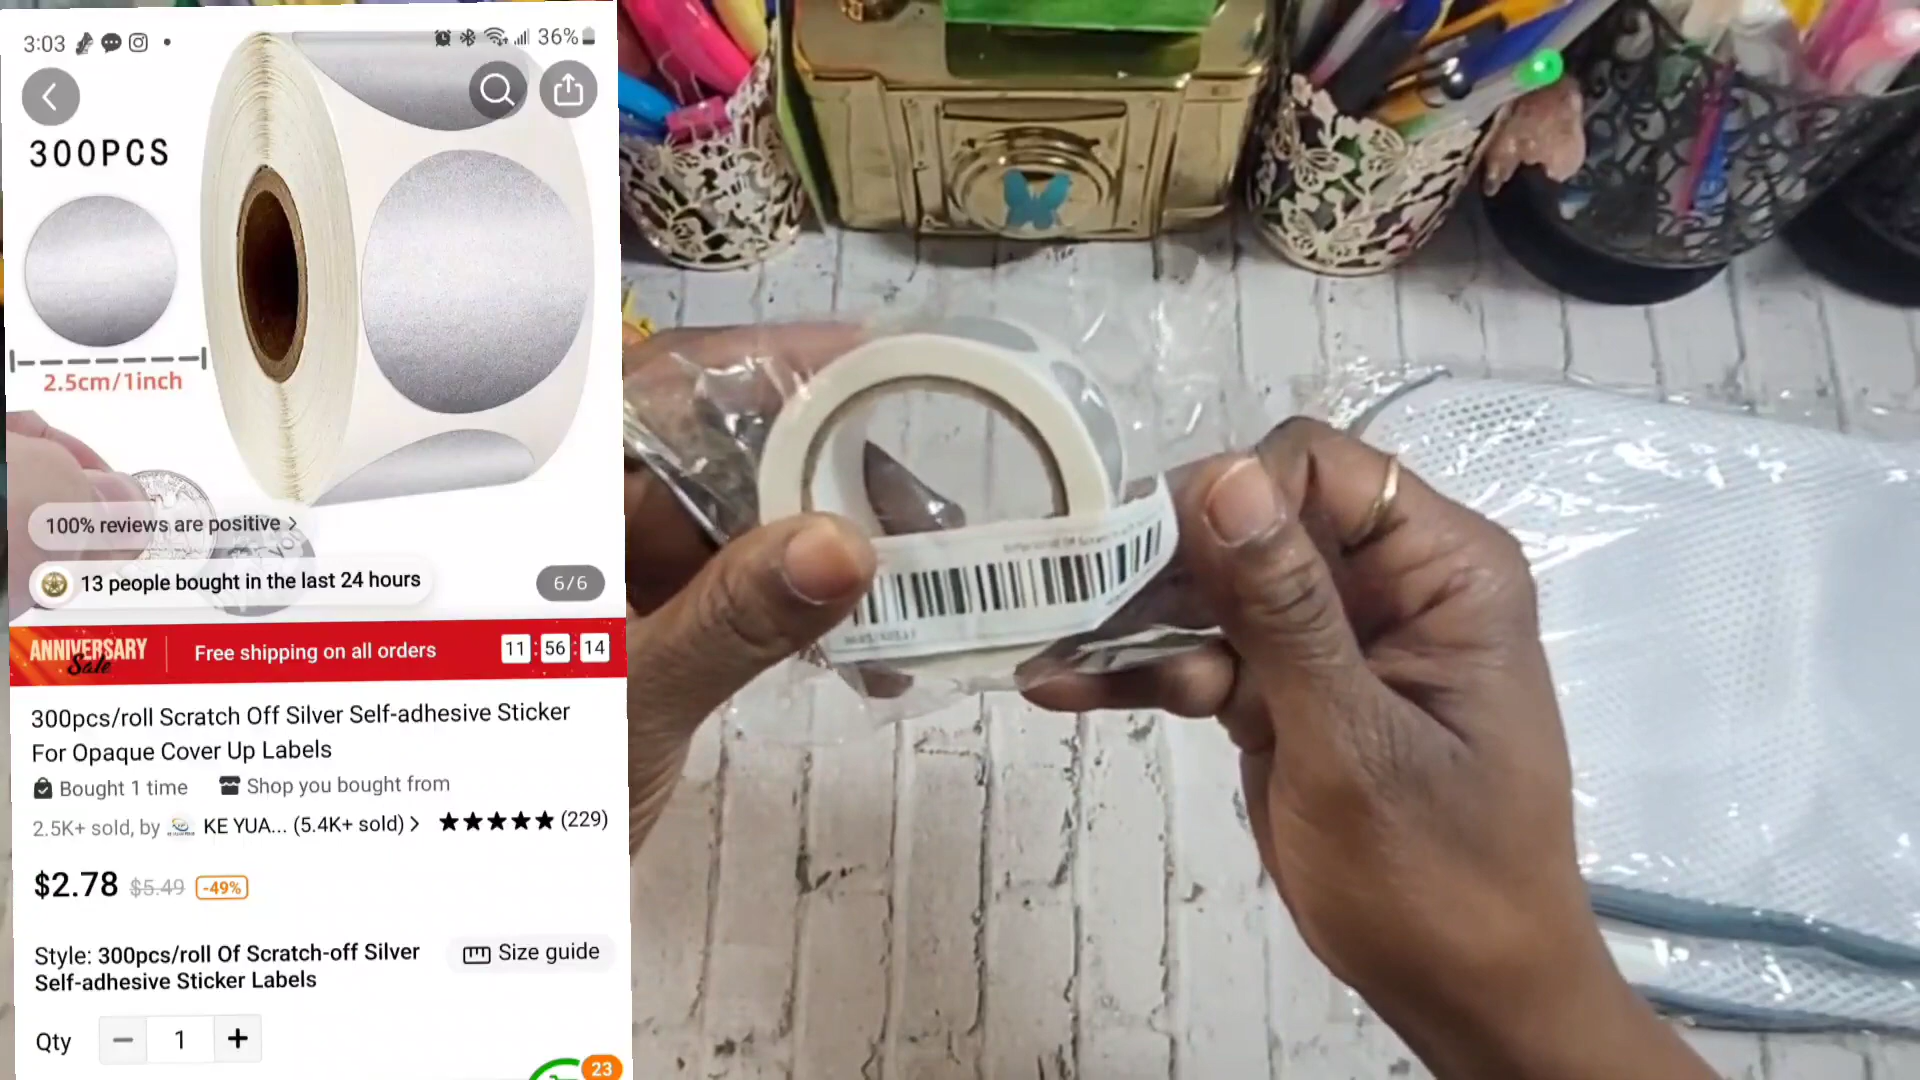 3:03
36%
300PCS
2.5cm/1inch
100% reviews are positive >
13 people bought in the last 24 hours
6/6
ANNIVERSARY
Sale
Free shipping on all orders
11 : 56 : 14
300pcs/roll Scratch Off Silver Self-adhesive Sticker
For Opaque Cover Up Labels
Bought 1 time
Shop you bought from
2.5K+ sold, by KE YUA... (5.4K+ sold) > ★★★★★ (229)
$2.78 $5.49 -49%
Style: 300pcs/roll Of Scratch-off Silver
Self-adhesive Sticker Labels
Size guide
Qty − 1 +
23